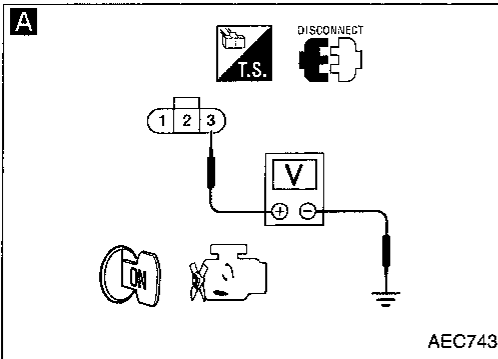 A
DISCONNECT
T.S.
1 2 3
V
+ −
ON
AEC743